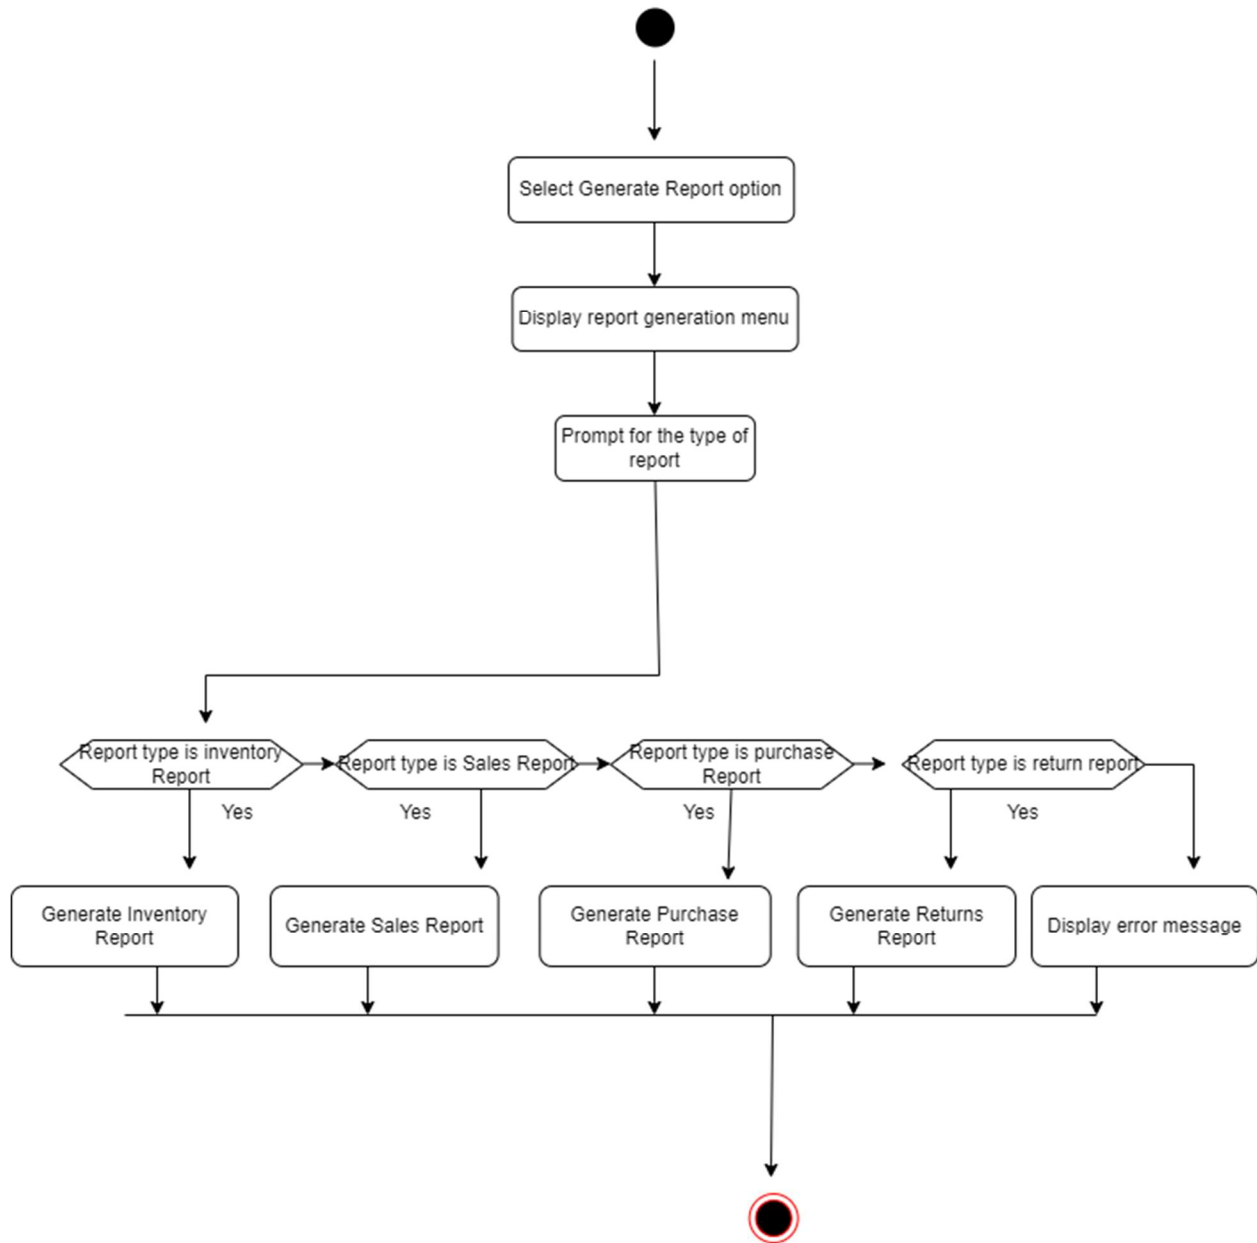 Select Generate Report option
Display report generation menu
Prompt for the type of
report
Report type is inventory
Report
Report type is Sales Report
Report type is purchase
Report
Report type is return report
Yes
Yes
Yes
Yes
Generate Inventory
Report
Generate Sales Report
Generate Purchase
Report
Generate Returns
Report
Display error message